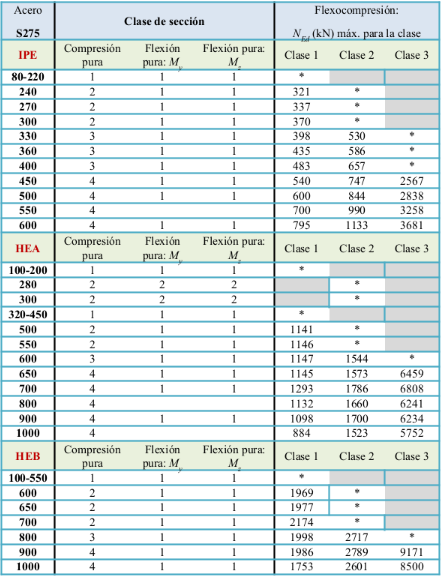 Acero Clase de sección Flexocompresión:
S275 N_Ed (kN) máx. para la clase
IPE Compresión pura Flexión pura: M_y Flexión pura: M_z Clase 1 Clase 2 Clase 3
80-220 1 1 1 *
240 2 1 1 321 *
270 2 1 1 337 *
300 2 1 1 370 *
330 3 1 1 398 530 *
360 3 1 1 435 586 *
400 3 1 1 483 657 *
450 4 1 1 540 747 2567
500 4 1 1 600 844 2838
550 4 700 990 3258
600 4 1 1 795 1133 3681
HEA Compresión pura Flexión pura: M_y Flexión pura: M_z Clase 1 Clase 2 Clase 3
100-200 1 1 1 *
280 2 2 2 *
300 2 2 2 *
320-450 1 1 1 *
500 2 1 1 1141 *
550 2 1 1 1146 *
600 3 1 1 1147 1544 *
650 4 1 1 1145 1573 6459
700 4 1 1 1293 1786 6808
800 4 1132 1660 6241
900 4 1 1 1098 1700 6234
1000 4 884 1523 5752
HEB Compresión pura Flexión pura: M_y Flexión pura: M_z Clase 1 Clase 2 Clase 3
100-550 1 1 1 *
600 2 1 1 1969 *
650 2 1 1 1977 *
700 2 1 1 2174 *
800 3 1 1 1998 2717 *
900 4 1 1 1986 2789 9171
1000 4 1 1 1753 2601 8500